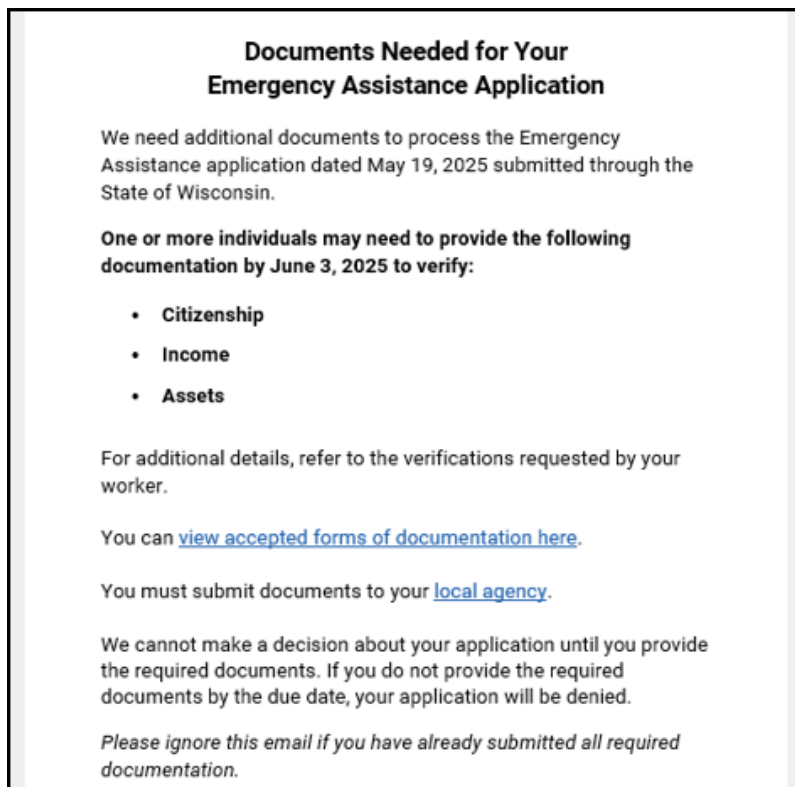 Documents Needed for Your
Emergency Assistance Application
We need additional documents to process the Emergency
Assistance application dated May 19, 2025 submitted through the
State of Wisconsin.
One or more individuals may need to provide the following
documentation by June 3, 2025 to verify:
• Citizenship
• Income
• Assets
For additional details, refer to the verifications requested by your
worker.
You can view accepted forms of documentation here.
You must submit documents to your local agency.
We cannot make a decision about your application until you provide
the required documents. If you do not provide the required
documents by the due date, your application will be denied.
Please ignore this email if you have already submitted all required
documentation.